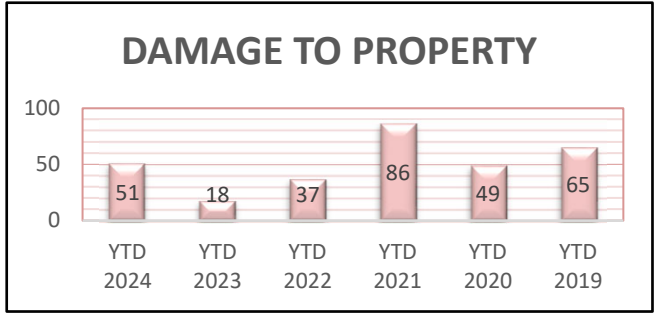 DAMAGE TO PROPERTY
100
50
0
51 18 37 86 49 65
YTD YTD YTD YTD YTD YTD
2024 2023 2022 2021 2020 2019